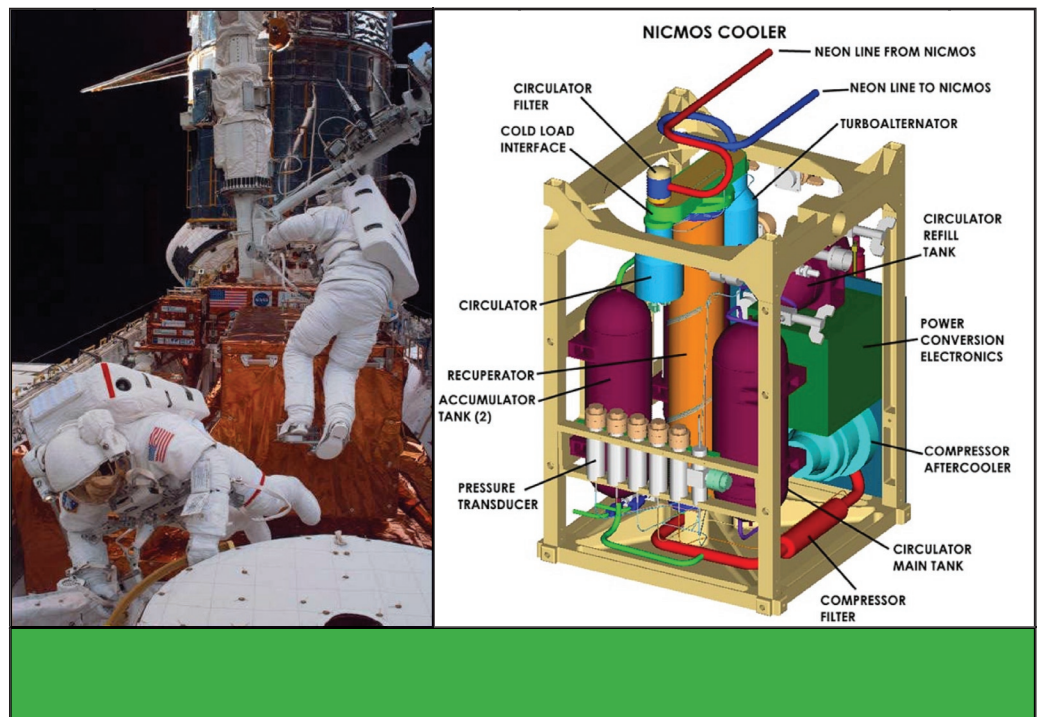 NICMOS COOLER
NEON LINE FROM NICMOS
CIRCULATOR
FILTER
NEON LINE TO NICMOS
COLD LOAD
INTERFACE
TURBOALTERNATOR
CIRCULATOR
REFILL
TANK
CIRCULATOR
POWER
CONVERSION
ELECTRONICS
RECUPERATOR
ACCUMULATOR
TANK (2)
COMPRESSOR
AFTERCOOLER
PRESSURE
TRANSDUCER
CIRCULATOR
MAIN TANK
COMPRESSOR
FILTER